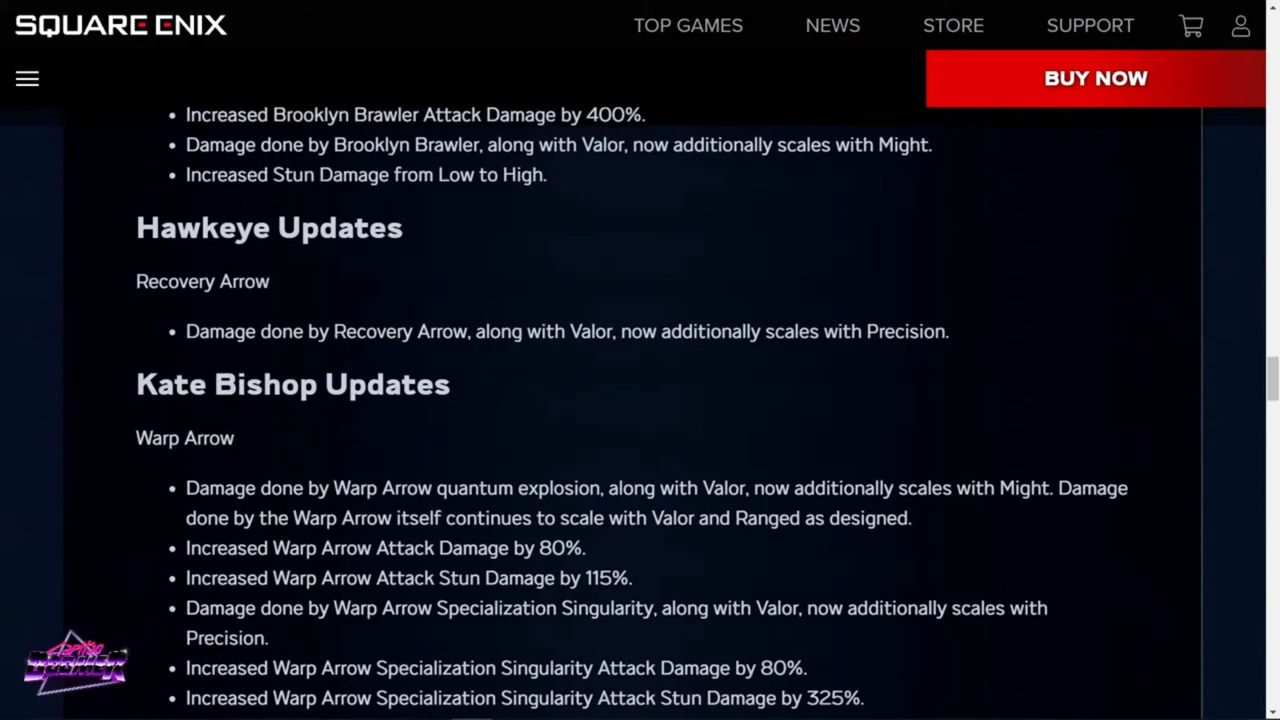 SQUARE ENIX
TOP GAMES
NEWS
STORE
SUPPORT
BUY NOW
• Increased Brooklyn Brawler Attack Damage by 400%.
• Damage done by Brooklyn Brawler, along with Valor, now additionally scales with Might.
• Increased Stun Damage from Low to High.
Hawkeye Updates
Recovery Arrow
• Damage done by Recovery Arrow, along with Valor, now additionally scales with Precision.
Kate Bishop Updates
Warp Arrow
• Damage done by Warp Arrow quantum explosion, along with Valor, now additionally scales with Might. Damage
done by the Warp Arrow itself continues to scale with Valor and Ranged as designed.
• Increased Warp Arrow Attack Damage by 80%.
• Increased Warp Arrow Attack Stun Damage by 115%.
• Damage done by Warp Arrow Specialization Singularity, along with Valor, now additionally scales with
Precision.
• Increased Warp Arrow Specialization Singularity Attack Damage by 80%.
• Increased Warp Arrow Specialization Singularity Attack Stun Damage by 325%.